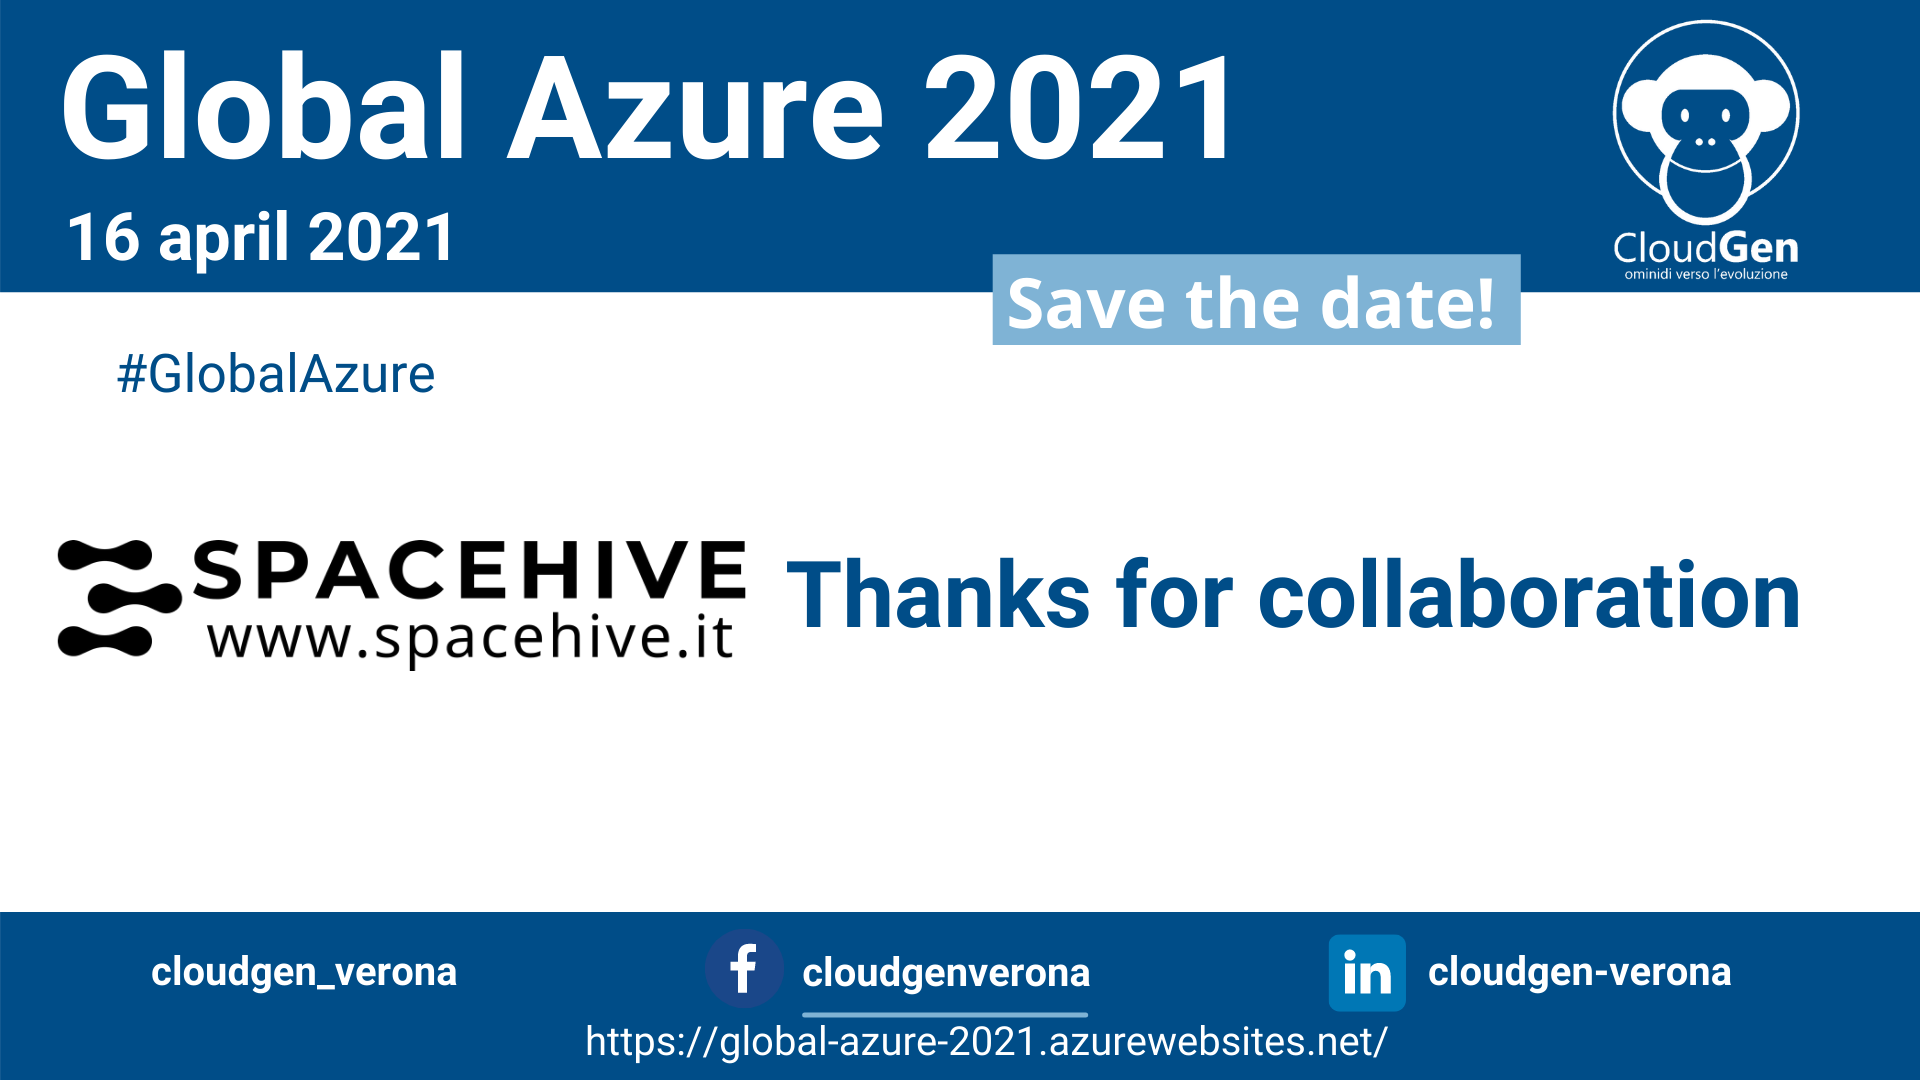 Global Azure 2021
16 april 2021
CloudGen
ominidi verso l'evoluzione
Save the date!
#GlobalAzure
SPACEHIVE
www.spacehive.it
Thanks for collaboration
cloudgen_verona
f cloudgenverona
in cloudgen-verona
https://global-azure-2021.azurewebsites.net/